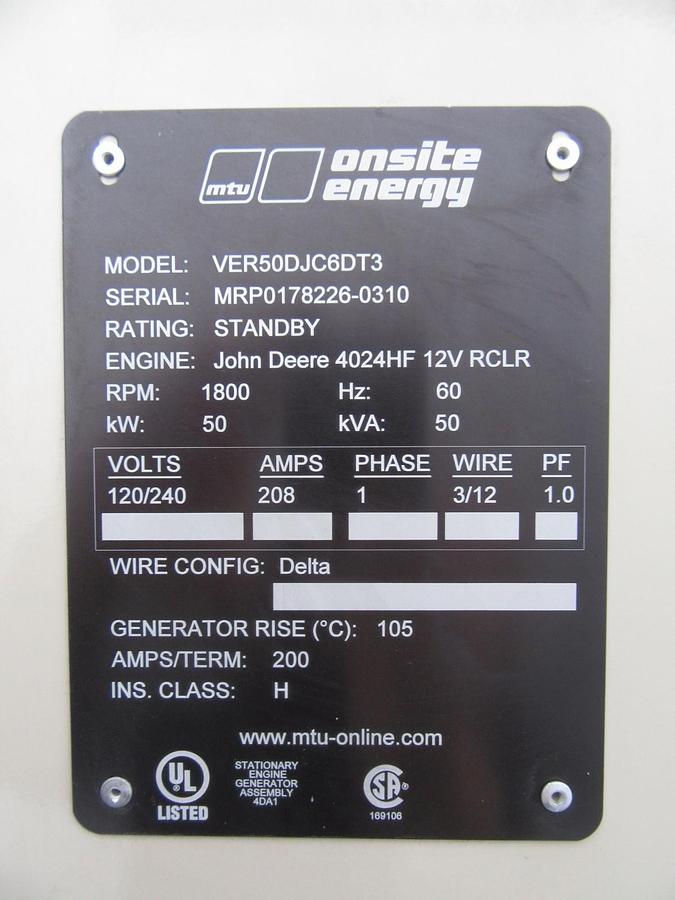 mtu onsite energy
MODEL: VER50DJC6DT3
SERIAL: MRP0178226-0310
RATING: STANDBY
ENGINE: John Deere 4024HF 12V RCLR
RPM: 1800 Hz: 60
kW: 50 kVA: 50
VOLTS AMPS PHASE WIRE PF
120/240 208 1 3/12 1.0
WIRE CONFIG: Delta
GENERATOR RISE (°C): 105
AMPS/TERM: 200
INS. CLASS: H
www.mtu-online.com
UL ®
LISTED
STATIONARY
ENGINE
GENERATOR
ASSEMBLY
4DA1
SA ®
169106